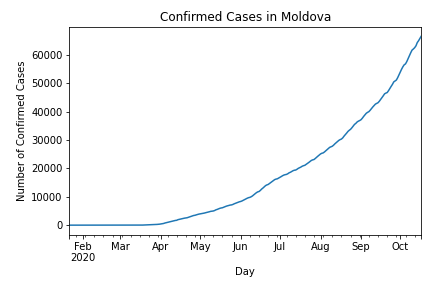 Confirmed Cases in Moldova
Number of Confirmed Cases
60000
50000
40000
30000
20000
10000
0
Feb Mar Apr May Jun Jul Aug Sep Oct
2020
Day